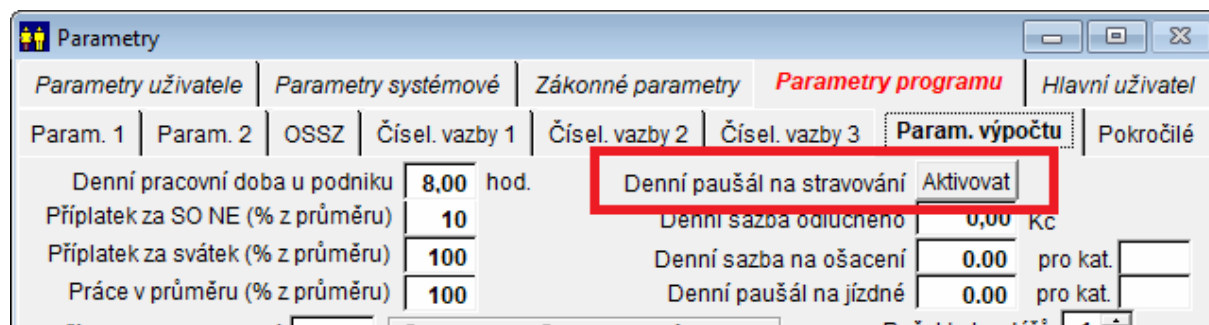 Parametry
Parametry uživatele Parametry systémové Zákonné parametry Parametry programu Hlavní uživatel
Param. 1 Param. 2 OSSZ Čísel. vazby 1 Čísel. vazby 2 Čísel. vazby 3 Param. výpočtu Pokročilé
Denní pracovní doba u podniku 8,00 hod. Denní paušál na stravování Aktivovat
Příplatek za SO NE (% z průměru) 10 Denní sazba odlučného 0,00 Kč
Příplatek za svátek (% z průměru) 100 Denní sazba na ošacení 0.00 pro kat.
Práce v průměru (% z průměru) 100 Denní paušál na jízdné 0.00 pro kat.